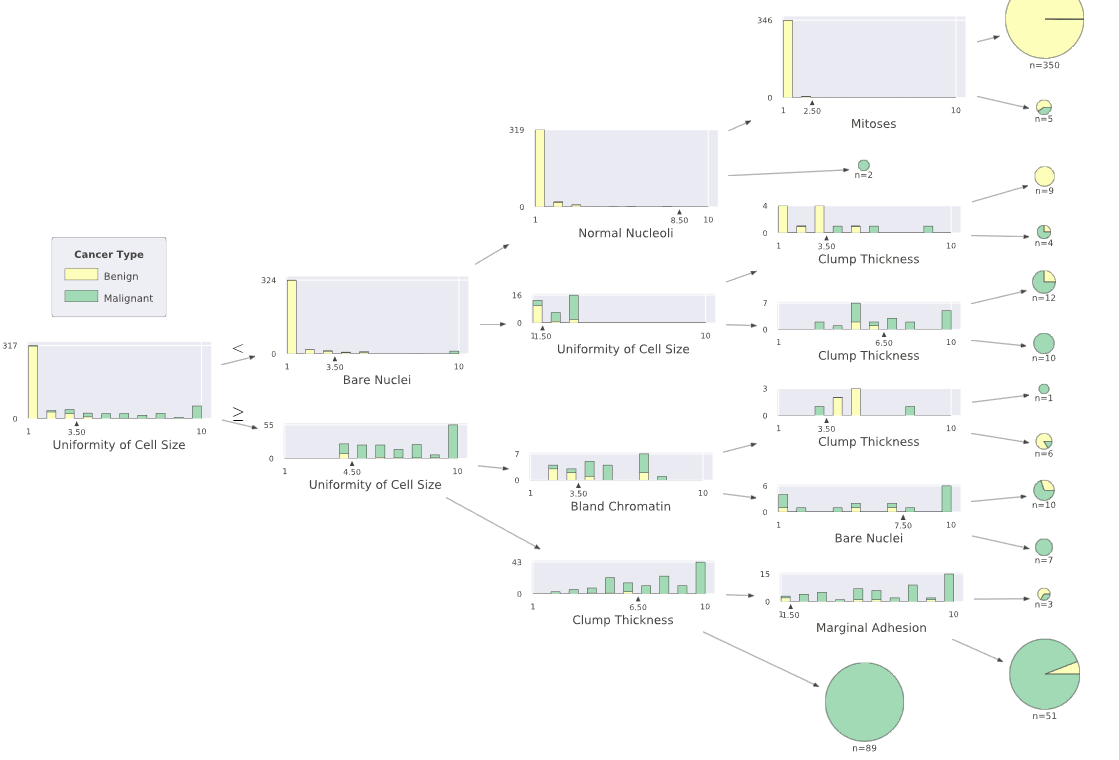 346
0
1
2.50
10
Mitoses
n=350
n=5
319
0
1
8.50
10
Normal Nucleoli
n=2
4
0
1
3.50
10
Clump Thickness
n=9
n=4
Cancer Type
Benign
Malignant
324
0
1
3.50
10
Bare Nuclei
16
0
1
1.50
10
Uniformity of Cell Size
7
0
1
6.50
10
Clump Thickness
n=12
n=10
317
0
1
3.50
10
Uniformity of Cell Size
<
≥
55
0
1
4.50
10
Uniformity of Cell Size
7
0
1
3.50
10
Bland Chromatin
3
0
1
3.50
10
Clump Thickness
n=1
n=6
6
0
1
7.50
10
Bare Nuclei
n=10
n=7
43
0
1
6.50
10
Clump Thickness
15
0
1
1.50
10
Marginal Adhesion
n=3
n=51
n=89